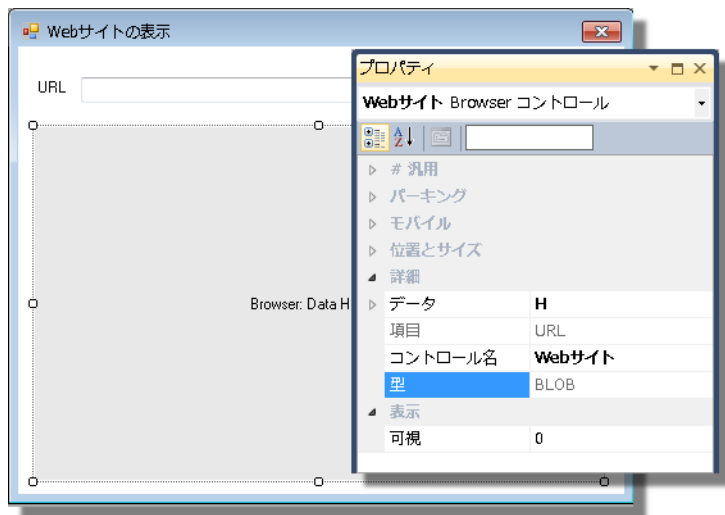 Webサイトの表示
URL
Browser: Data H
プロパティ
Webサイト Browser コントロール
# 汎用
パーキング
モバイル
位置とサイズ
詳細
データ H
項目 URL
コントロール名 Webサイト
型 BLOB
表示
可視 0